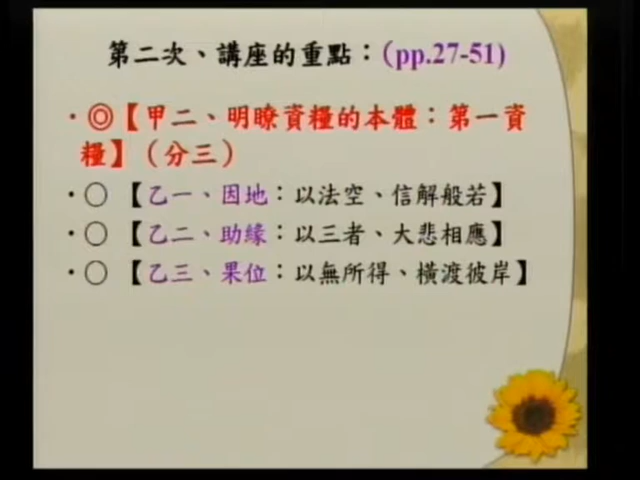 第二次、講座的重點：(pp.27-51)
•◎【甲二、明瞭資糧的本體：第一資
糧】（分三）
•○ 【乙一、因地：以法空、信解般若】
•○ 【乙二、助緣：以三者、大悲相應】
•○ 【乙三、果位：以無所得、橫渡彼岸】